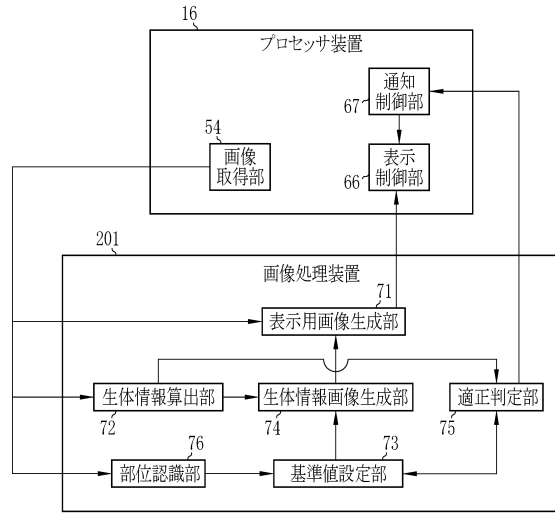 16
プロセッサ装置
通知
制御部
67
54
画像
取得部
表示
制御部
66
201
画像処理装置
71
表示用画像生成部
生体情報算出部
72
生体情報画像生成部
74
適正判定部
75
76
部位認識部
73
基準値設定部